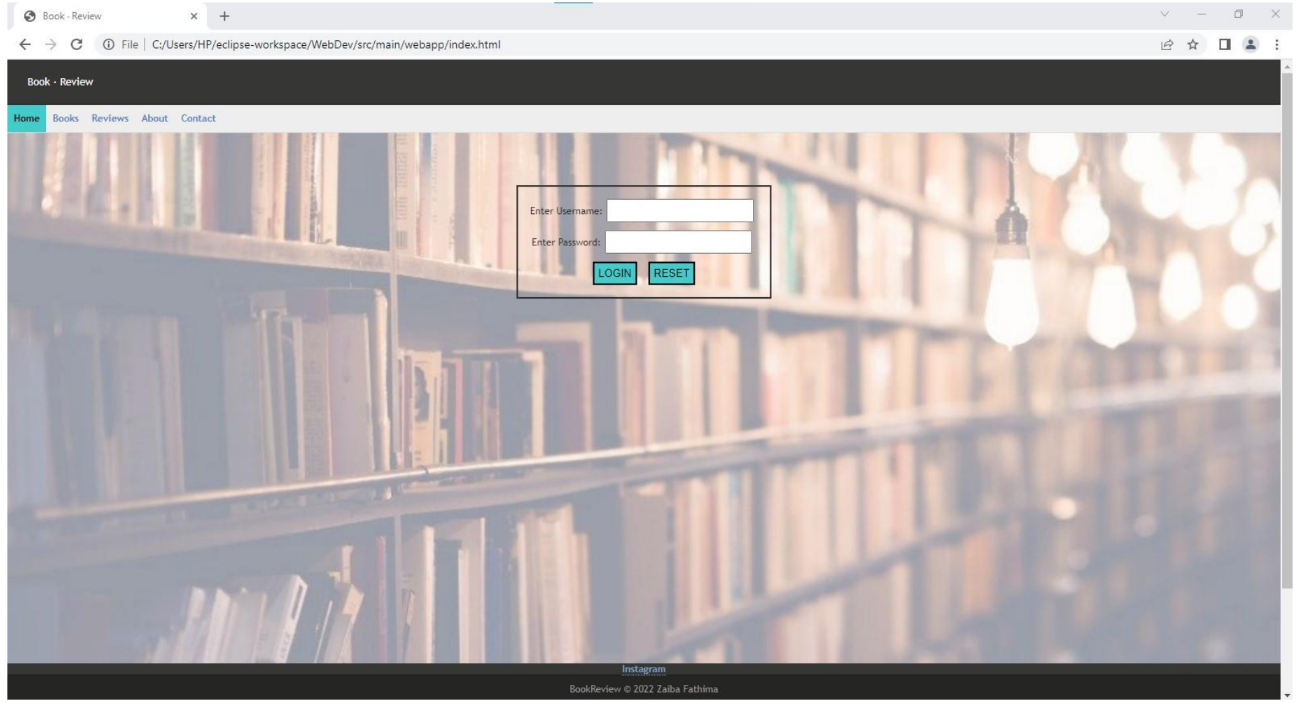 Book - Review
File | C:/Users/HP/eclipse-workspace/WebDev/src/main/webapp/index.html
Book - Review
Home Books Reviews About Contact
Enter Username:
Enter Password:
LOGIN RESET
Instagram
BookReview © 2022 Zaiba Fathima